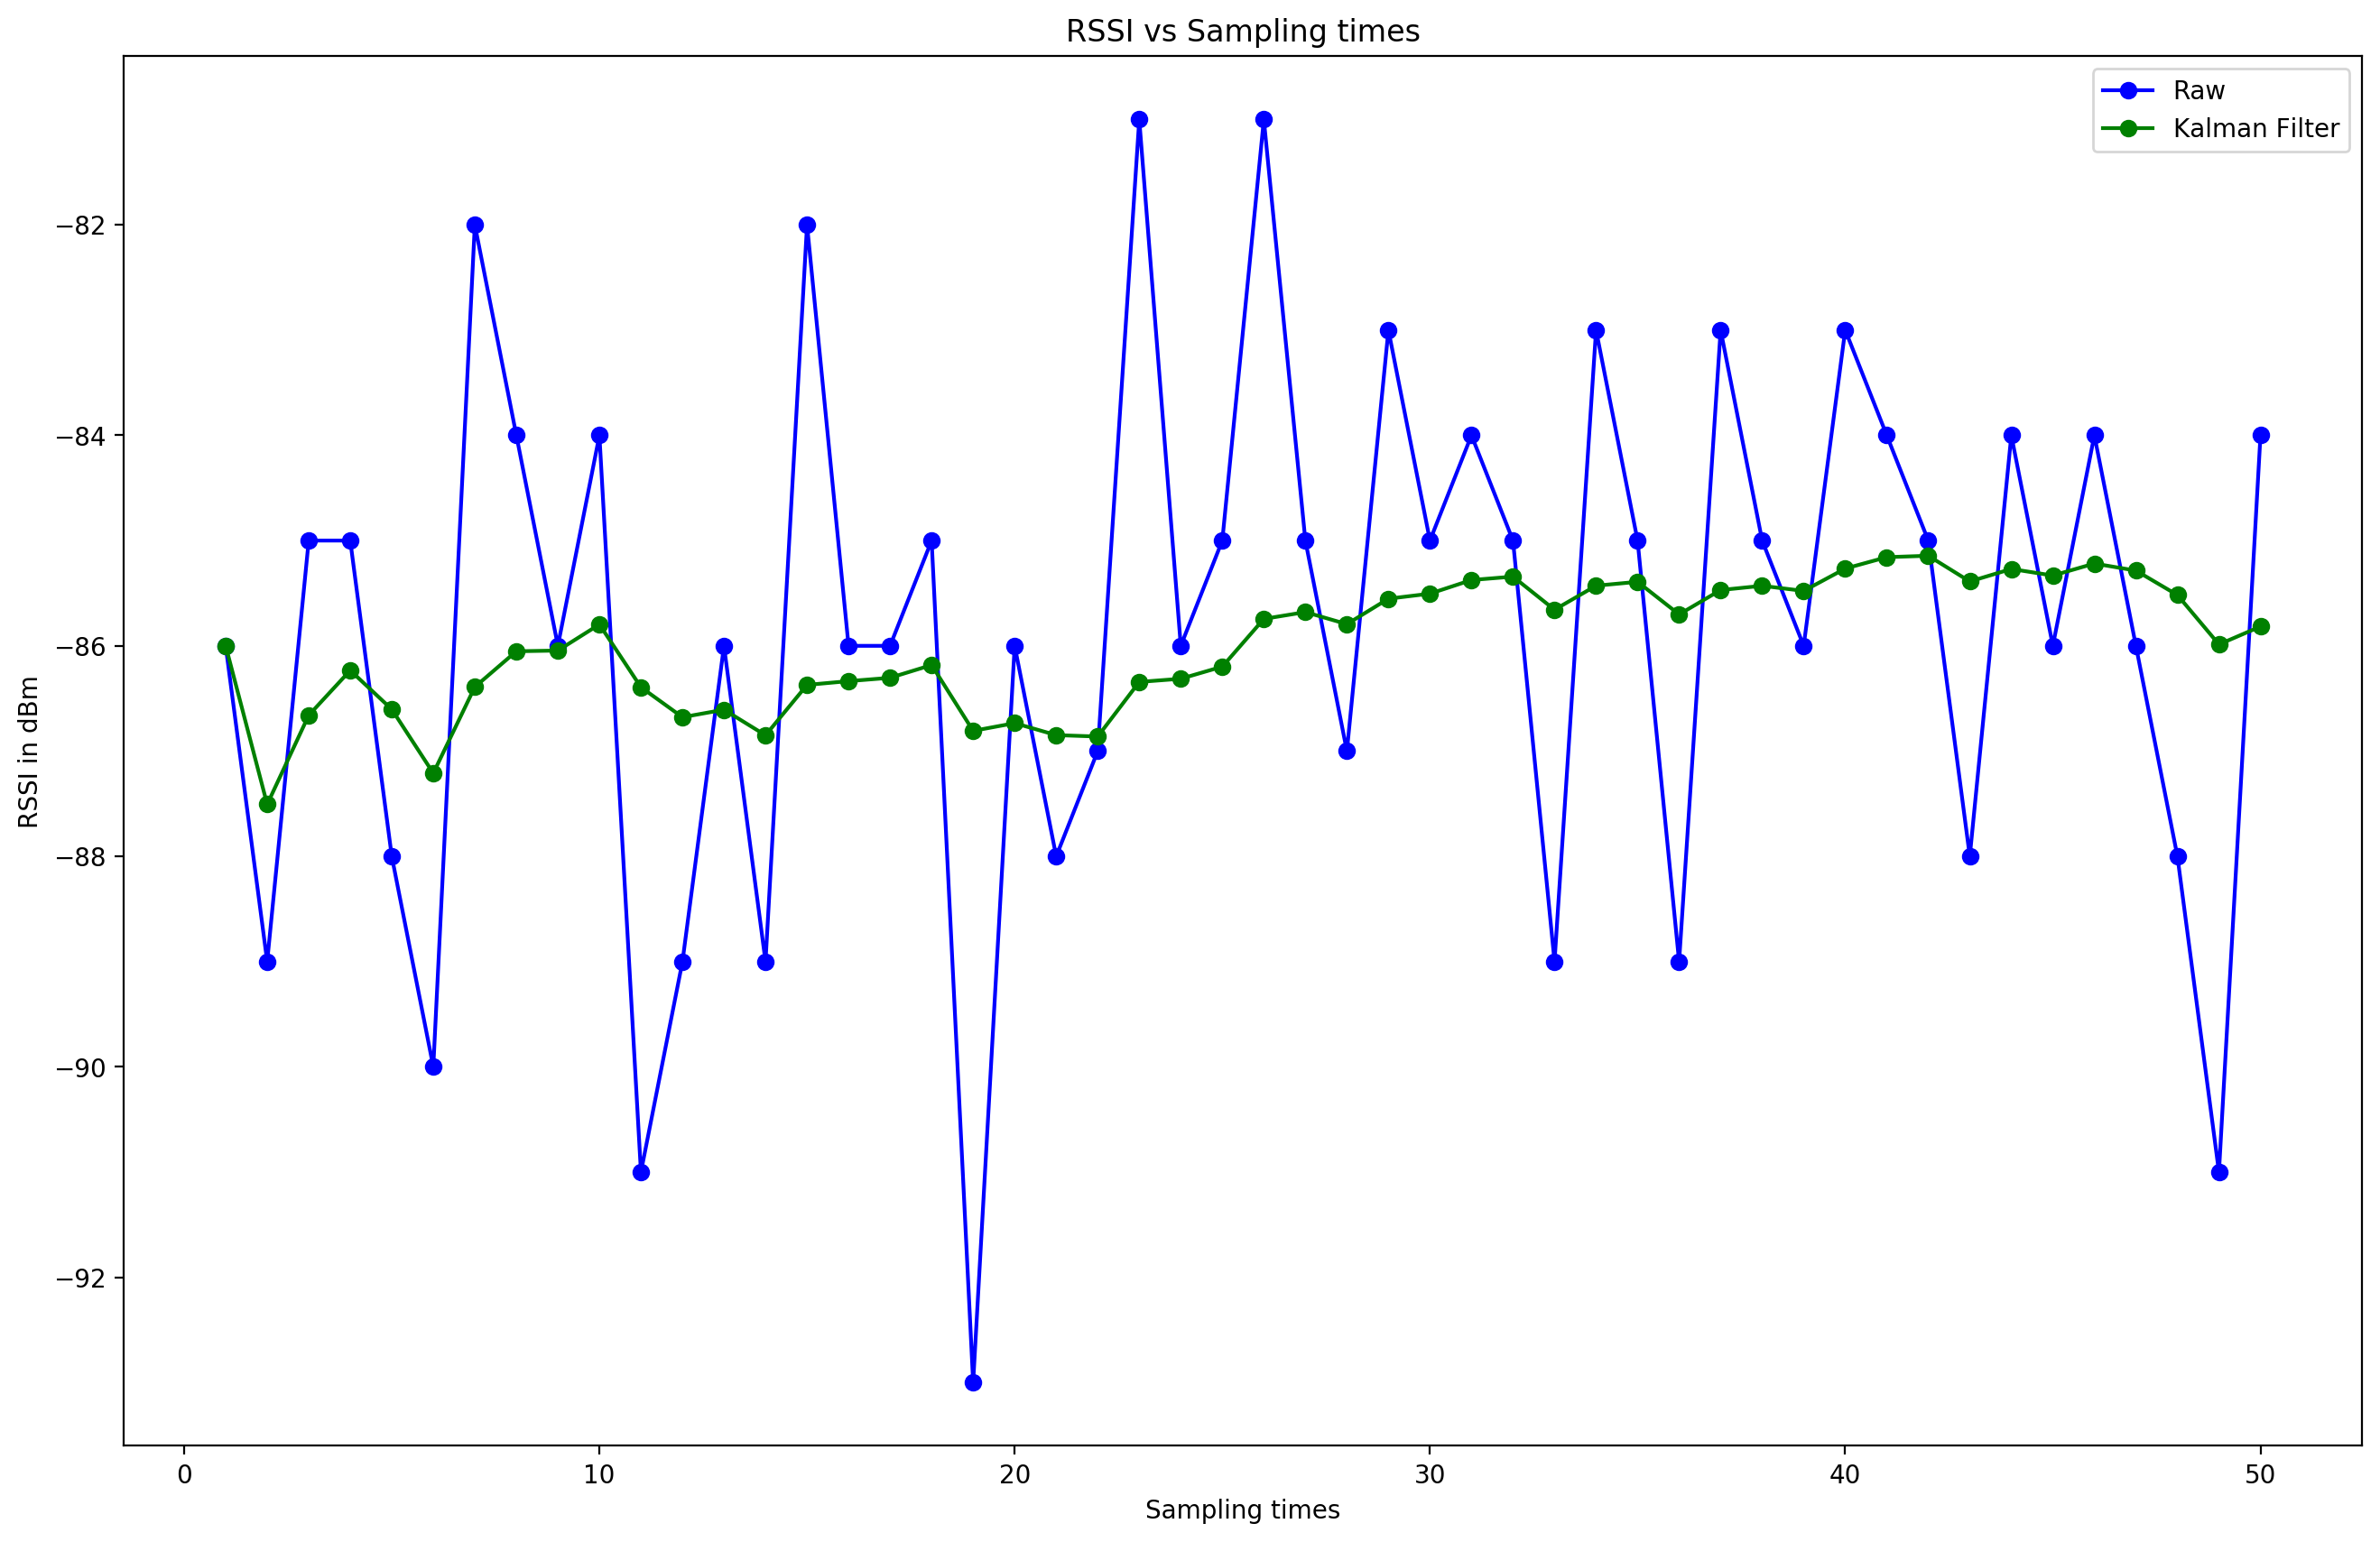 RSSI vs Sampling times
Raw
Kalman Filter
−82
−84
−86
−88
−90
−92
RSSI in dBm
0 10 20 30 40 50
Sampling times